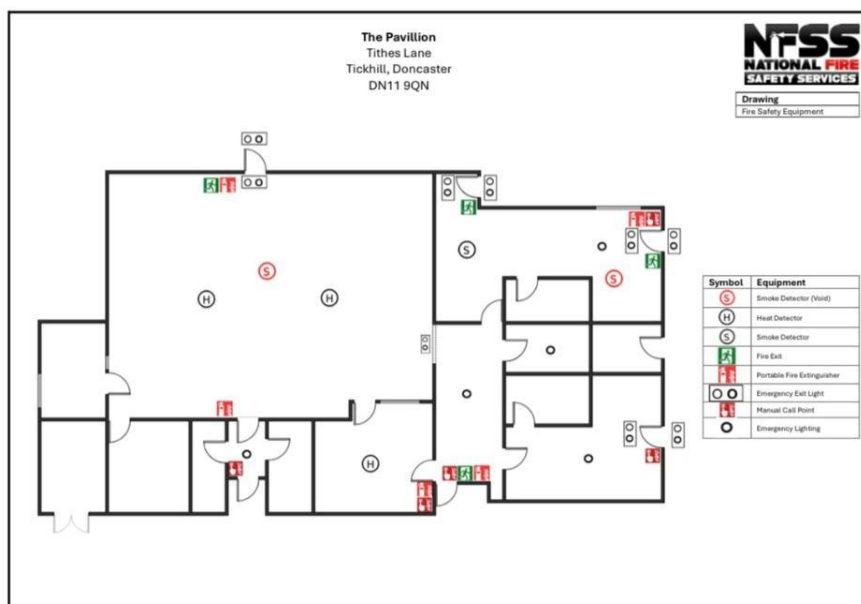 The Pavillion
Tithes Lane
Tickhill, Doncaster
DN11 9QN
NFSS
NATIONAL FIRE
SAFETY SERVICES
Drawing
Fire Safety Equipment
S
H
H
S
S
H
Symbol Equipment
S Smoke Detector (Void)
H Heat Detector
S Smoke Detector
Fire Exit
Portable Fire Extinguisher
Emergency Exit Light
Manual Call Point
Emergency Lighting